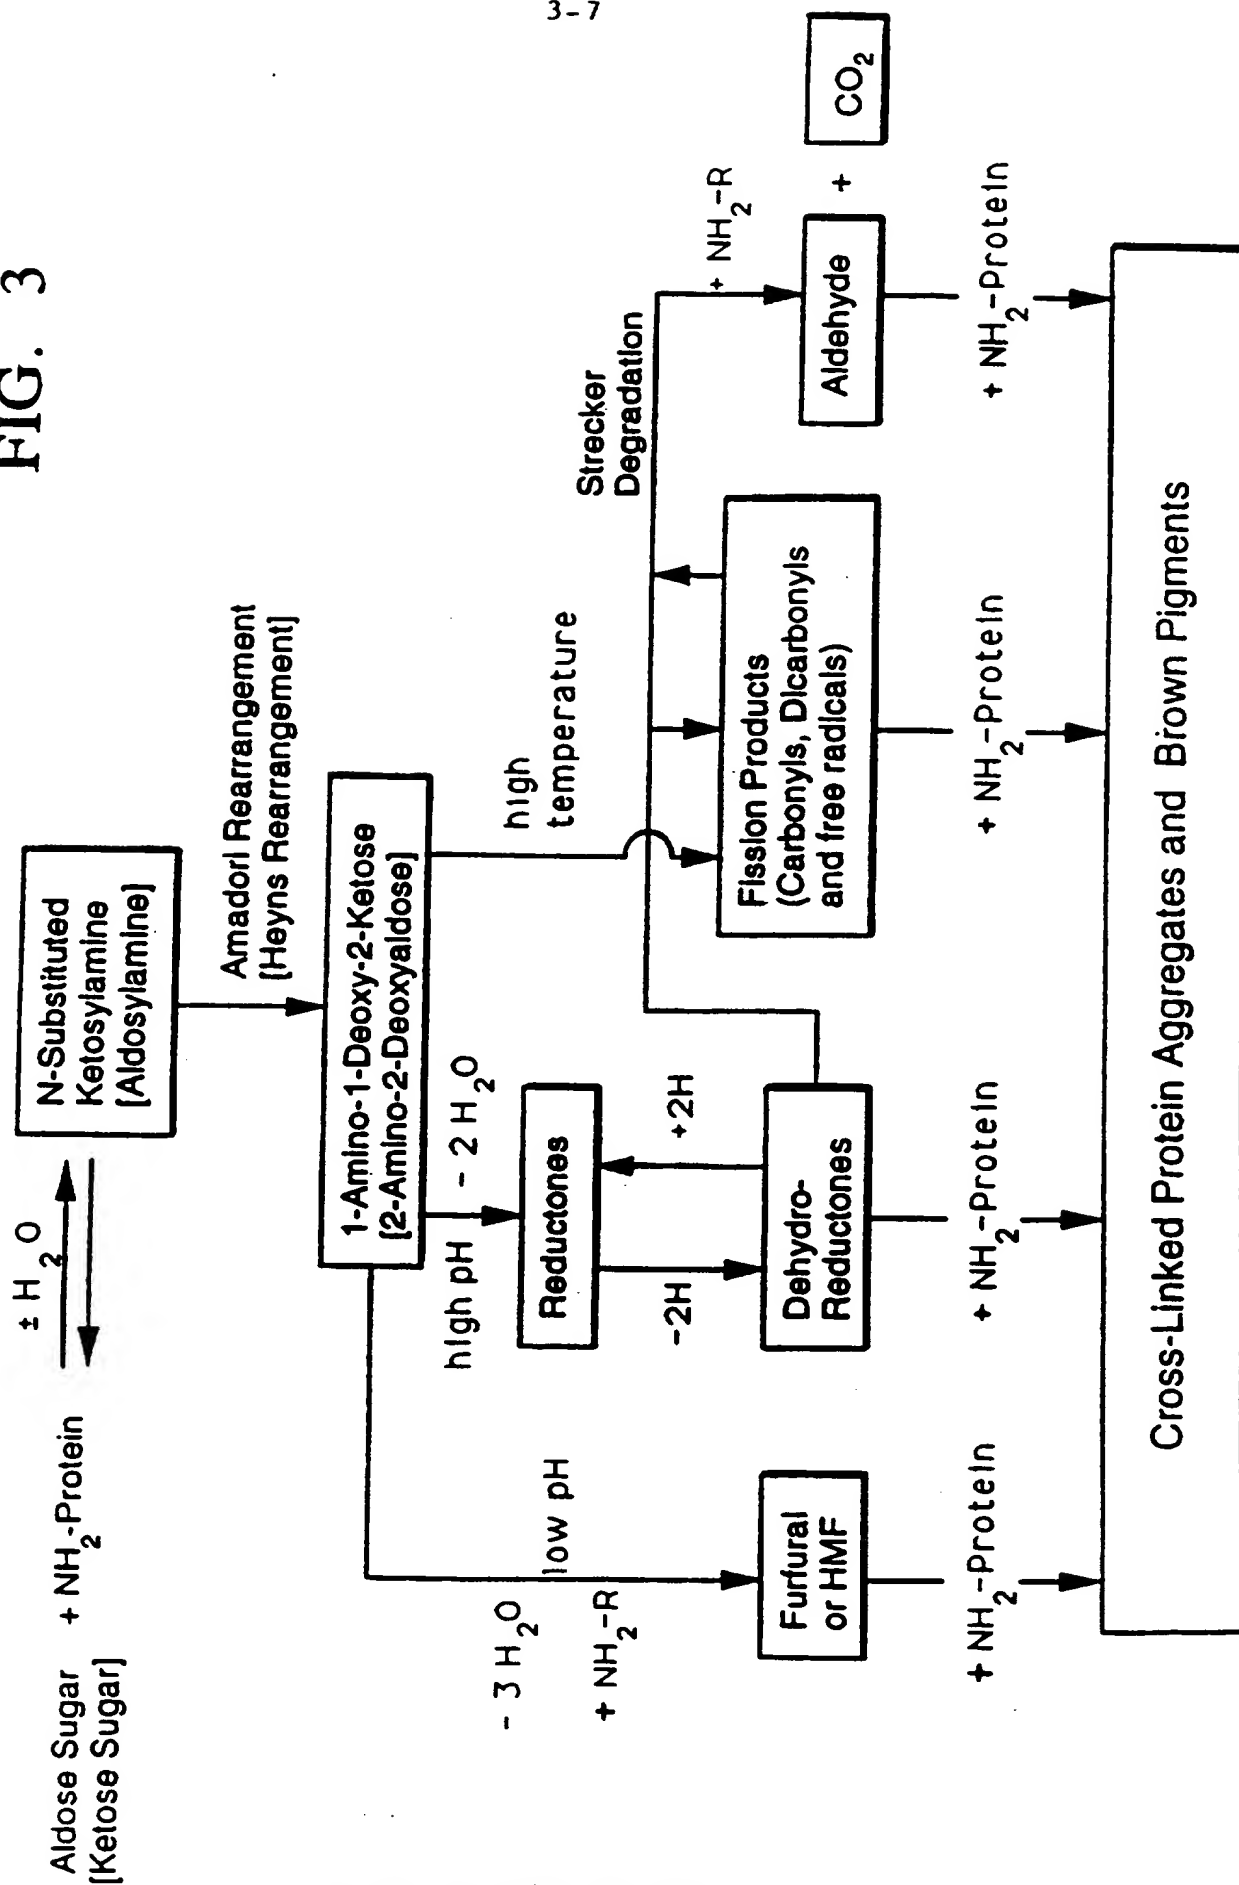 3-7
FIG. 3
Aldose Sugar
[Ketose Sugar]
+ NH2-Protein
± H2O
N-Substituted
Ketosylamine
[Aldosylamine]
Amadori Rearrangement
[Heyns Rearrangement]
1-Amino-1-Deoxy-2-Ketose
[2-Amino-2-Deoxyaldose]
- 3 H2O
+ NH2-R
low pH
high pH
- 2 H2O
high
temperature
Reductones
-2H
+2H
Strecker
Degradation
+ NH2-R
Furfural
or HMF
Dehydro-
Reductones
Fission Products
(Carbonyls, Dicarbonyls
and free radicals)
Aldehyde
+
CO2
+ NH2-Protein
+ NH2-Protein
+ NH2-Protein
+ NH2-Protein
Cross-Linked Protein Aggregates and Brown Pigments